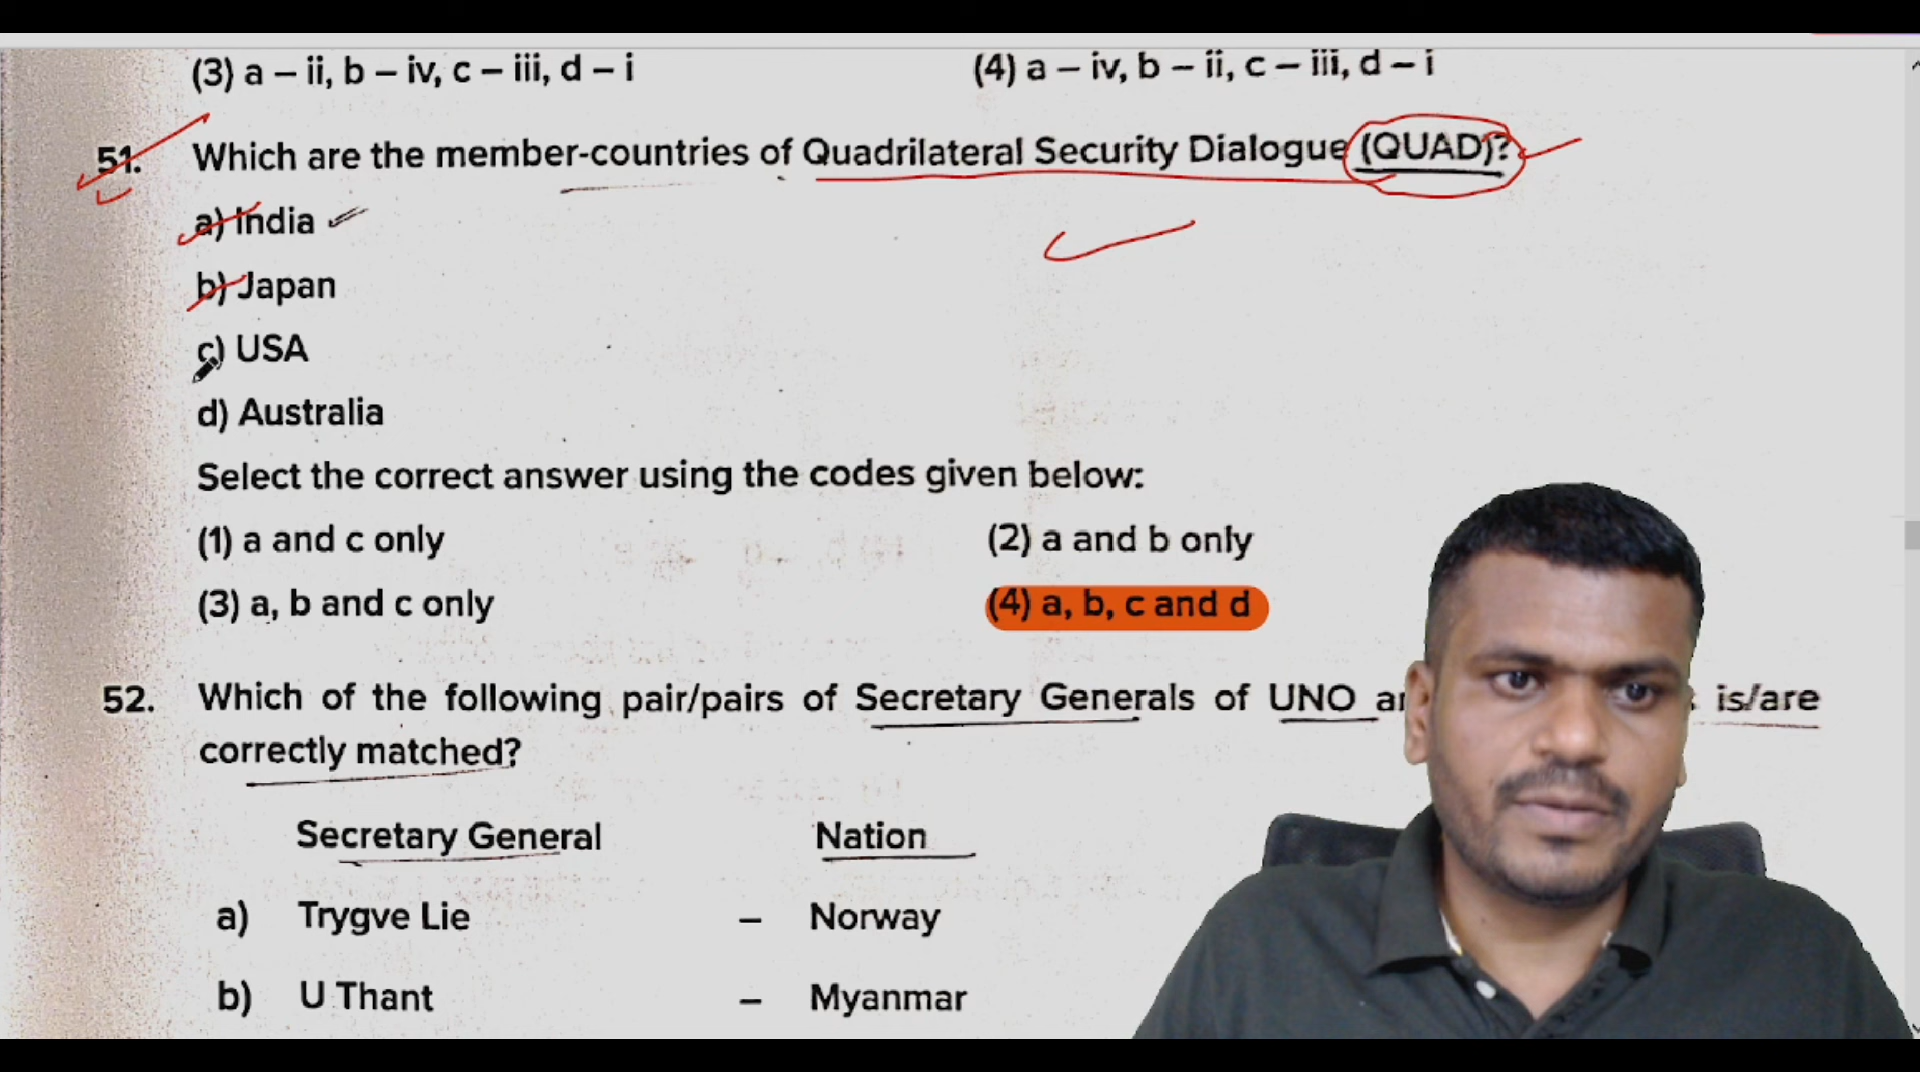 (3) a – ii, b – iv, c – iii, d – i
(4) a – iv, b – ii, c – iii, d – i
51. Which are the member-countries of Quadrilateral Security Dialogue (QUAD)?
a) India
b) Japan
c) USA
d) Australia
Select the correct answer using the codes given below:
(1) a and c only
(2) a and b only
(3) a, b and c only
(4) a, b, c and d
52. Which of the following pair/pairs of Secretary Generals of UNO is/are
correctly matched?
Secretary General
Nation
a) Trygve Lie – Norway
b) U Thant – Myanmar